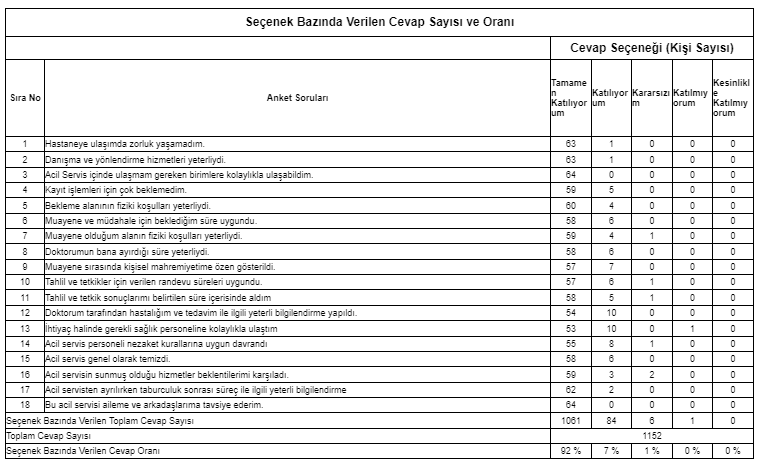 Seçenek Bazında Verilen Cevap Sayısı ve Oranı
Cevap Seçeneği (Kişi Sayısı)
Sıra No Anket Soruları Tamamen Katılıyorum Katılıyorum Kararsızım Katılmıyorum Kesinlikle Katılmıyorum
1 Hastaneye ulaşımda zorluk yaşamadım. 63 1 0 0 0
2 Danışma ve yönlendirme hizmetleri yeterliydi. 63 1 0 0 0
3 Acil Servis içinde ulaşmam gereken birimlere kolaylıkla ulaşabildim. 64 0 0 0 0
4 Kayıt işlemleri için çok beklemedim. 59 5 0 0 0
5 Bekleme alanının fiziki koşulları yeterliydi. 60 4 0 0 0
6 Muayene ve müdahale için beklediğim süre uygundu. 58 6 0 0 0
7 Muayene olduğum alanın fiziki koşulları yeterliydi. 59 4 1 0 0
8 Doktorumun bana ayırdığı süre yeterliydi. 58 6 0 0 0
9 Muayene sırasında kişisel mahremiyetime özen gösterildi. 57 7 0 0 0
10 Tahlil ve tetkikler için verilen randevu süreleri uygundu. 57 6 1 0 0
11 Tahlil ve tetkik sonuçlarımı belirtilen süre içerisinde aldım 58 5 1 0 0
12 Doktorum tarafından hastalığım ve tedavim ile ilgili yeterli bilgilendirme yapıldı. 54 10 0 0 0
13 İhtiyaç halinde gerekli sağlık personeline kolaylıkla ulaştım 53 10 0 1 0
14 Acil servis personeli nezaket kurallarına uygun davrandı 55 8 1 0 0
15 Acil servis genel olarak temizdi. 58 6 0 0 0
16 Acil servisin sunmuş olduğu hizmetler beklentilerimi karşıladı. 59 3 2 0 0
17 Acil servisten ayrılırken taburculuk sonrası süreç ile ilgili yeterli bilgilendirme 62 2 0 0 0
18 Bu acil servisi aileme ve arkadaşlarıma tavsiye ederim. 64 0 0 0 0
Seçenek Bazında Verilen Toplam Cevap Sayısı 1061 84 6 1 0
Toplam Cevap Sayısı 1152
Seçenek Bazında Verilen Cevap Oranı 92 % 7 % 1 % 0 % 0 %